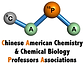 C A P A
Chinese American Chemistry
& Chemical Biology
Professors Associations